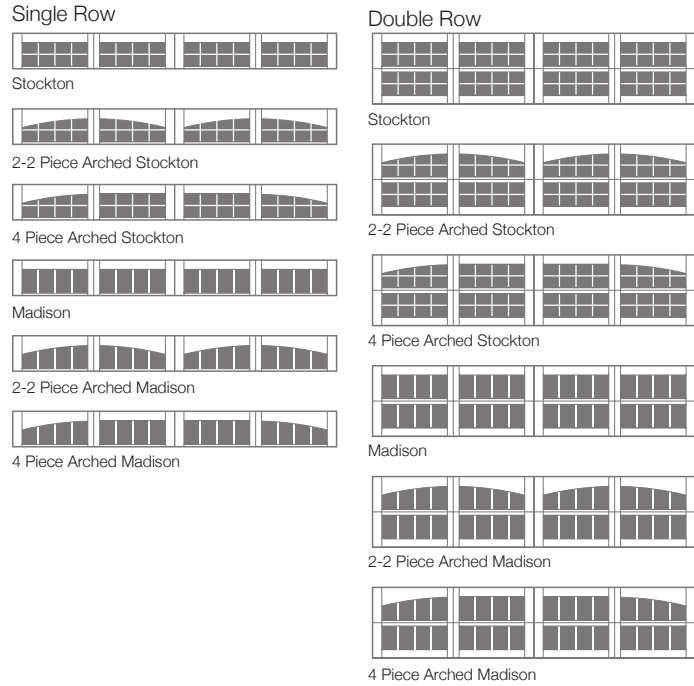 Single Row
Stockton
2-2 Piece Arched Stockton
4 Piece Arched Stockton
Madison
2-2 Piece Arched Madison
4 Piece Arched Madison
Double Row
Stockton
2-2 Piece Arched Stockton
4 Piece Arched Stockton
Madison
2-2 Piece Arched Madison
4 Piece Arched Madison